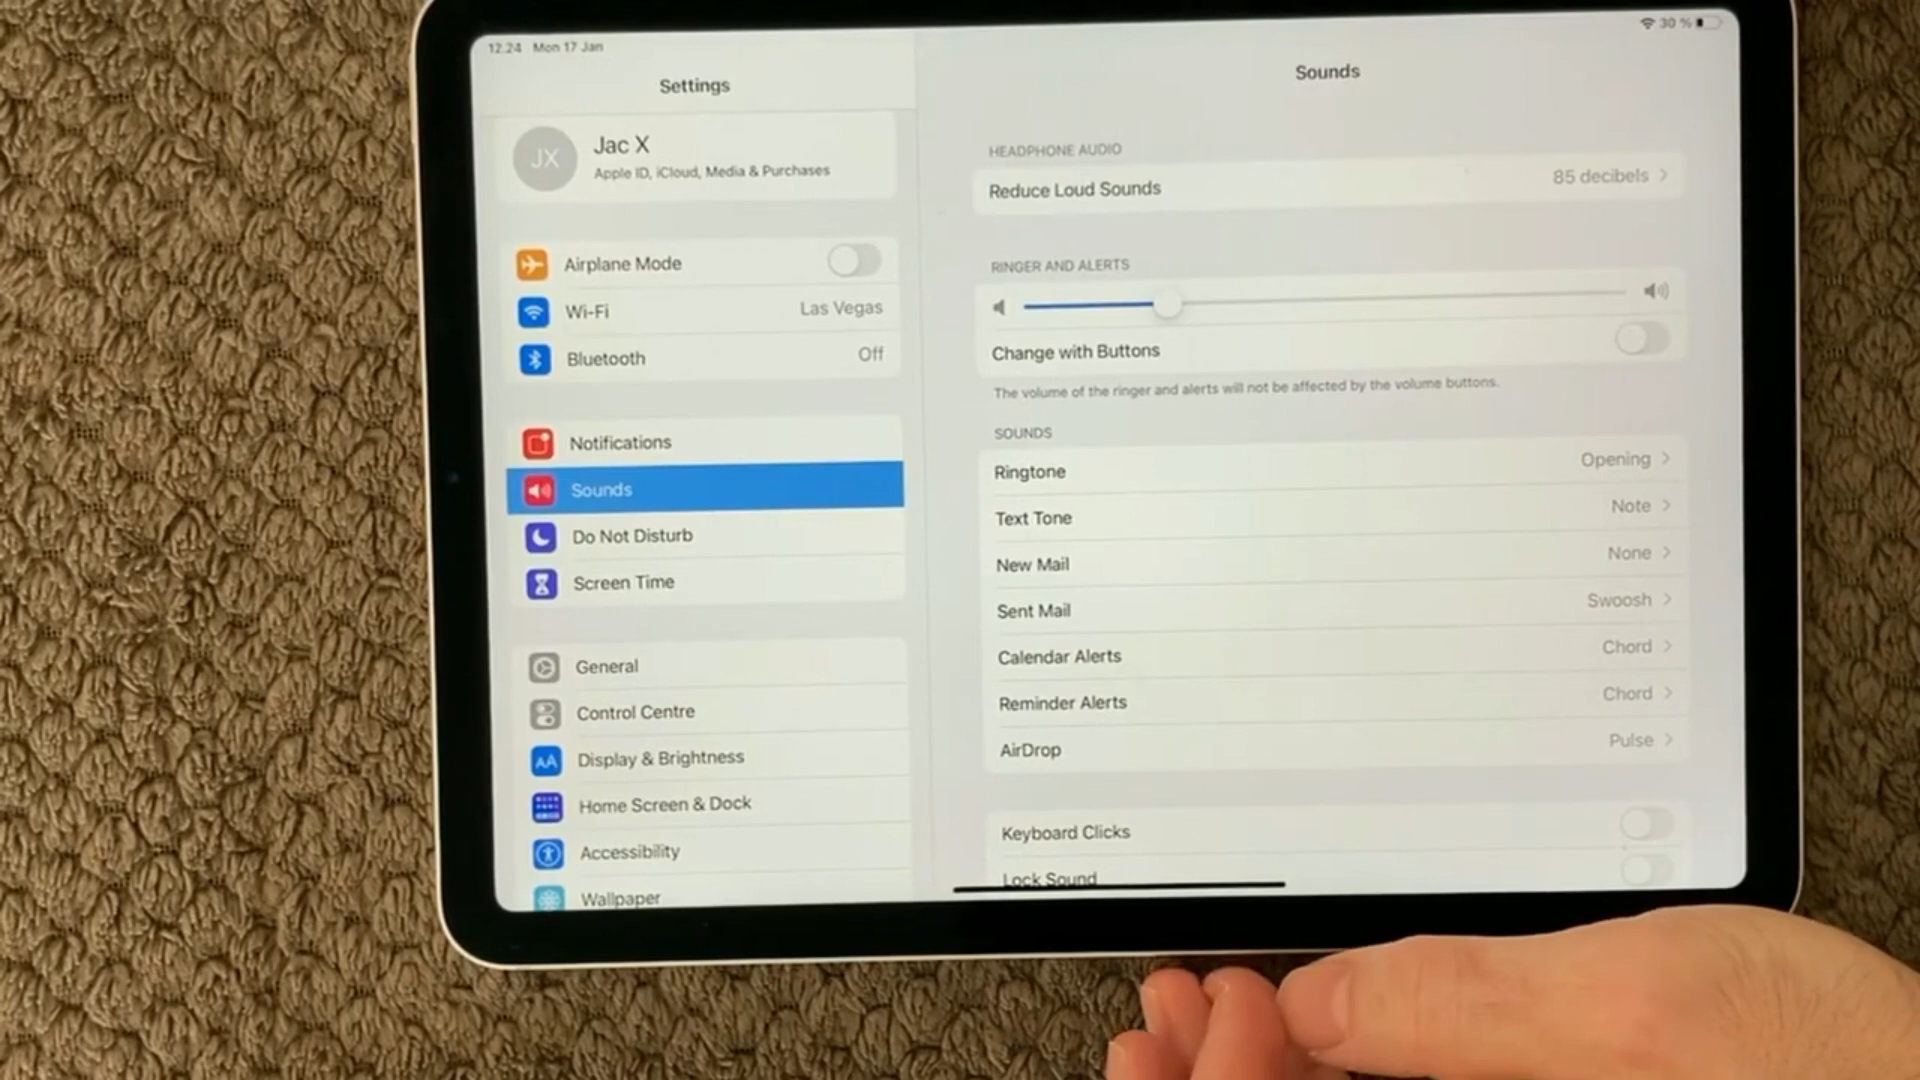 12.24 Mon 17 Jan
30 %
Settings
JX
Jac X
Apple ID, iCloud, Media & Purchases
Airplane Mode
Wi-Fi Las Vegas
Bluetooth Off
Notifications
Sounds
Do Not Disturb
Screen Time
General
Control Centre
AA Display & Brightness
Home Screen & Dock
Accessibility
Wallpaper
Sounds
HEADPHONE AUDIO
Reduce Loud Sounds 85 decibels
RINGER AND ALERTS
Change with Buttons
The volume of the ringer and alerts will not be affected by the volume buttons.
SOUNDS
Ringtone Opening
Text Tone Note
New Mail None
Sent Mail Swoosh
Calendar Alerts Chord
Reminder Alerts Chord
AirDrop Pulse
Keyboard Clicks
Lock Sound